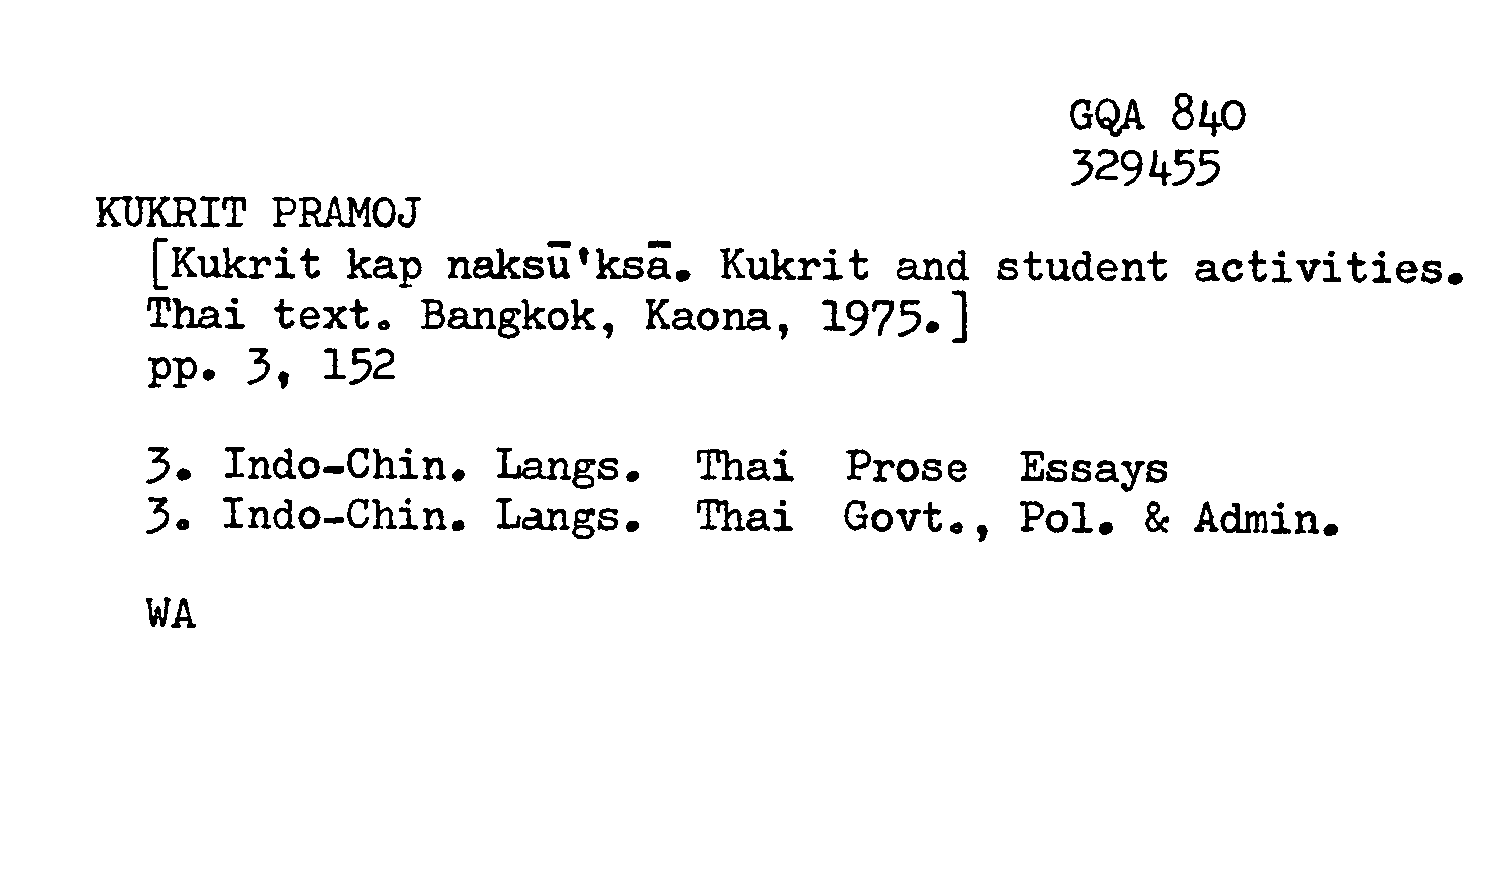 GQA 840
329455
KUKRIT PRAMOJ
[Kukrit kap naksū'ksā. Kukrit and student activities.
Thai text. Bangkok, Kaona, 1975.]
pp. 3, 152
3. Indo-Chin. Langs. Thai Prose Essays
3. Indo-Chin. Langs. Thai Govt., Pol. & Admin.
WA